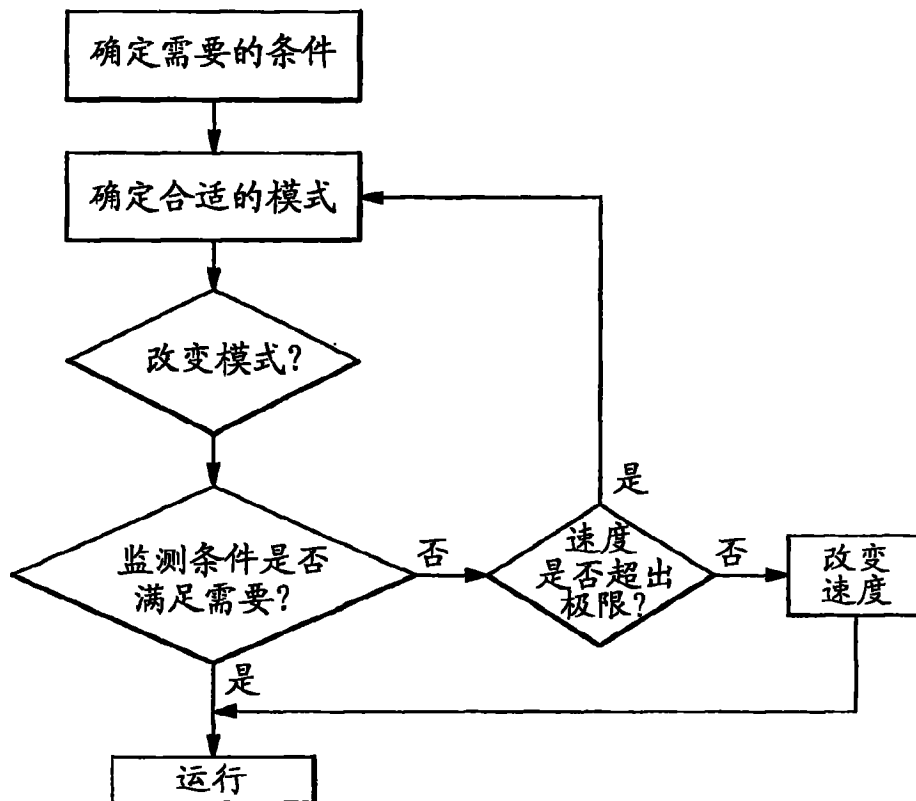 确定需要的条件
确定合适的模式
改变模式?
是
监测条件是否
满足需要?
否
速度
是否超出
极限?
否
改变
速度
是
运行